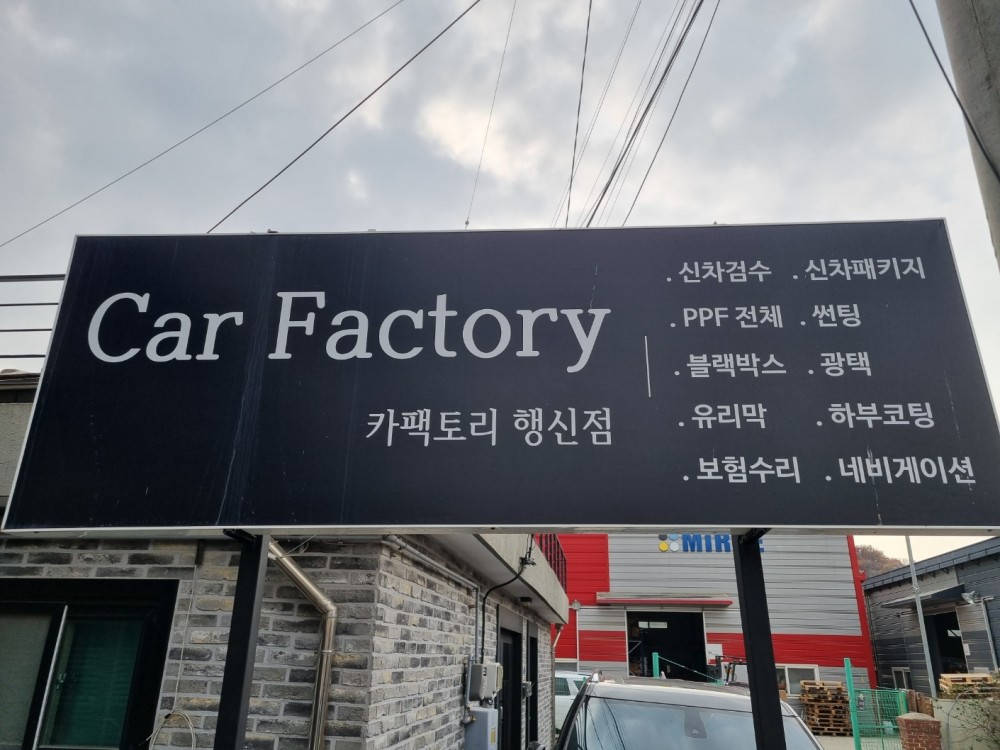 Car Factory
카팩토리 행신점
. 신차검수 . 신차패키지
. PPF 전체 . 썬팅
. 블랙박스 . 광택
. 유리막 . 하부코팅
. 보험수리 . 네비게이션